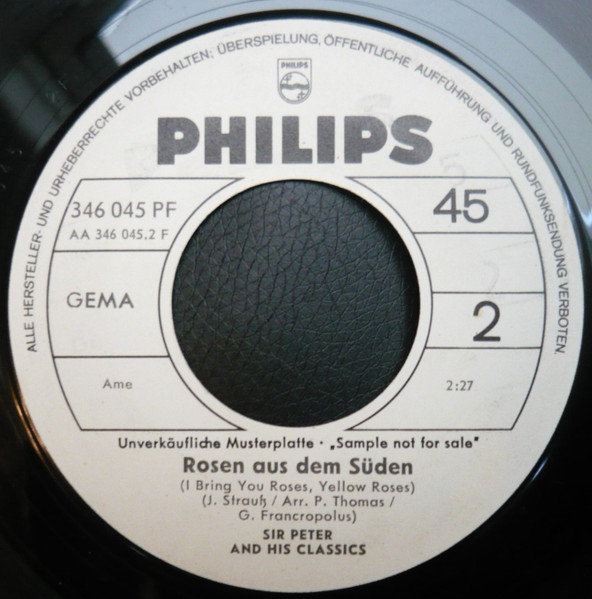 ALLE HERSTELLER- UND URHEBERRECHTE VORBEHALTEN; ÜBERSPIELUNG, ÖFFENTLICHE AUFFÜHRUNG UND RUNDFUNKSENDUNG VERBOTEN.
PHILIPS
PHILIPS
346 045 PF
AA 346 045.2 F
45
GEMA
2
Ame
2:27
Unverkäufliche Musterplatte · „Sample not for sale"
Rosen aus dem Süden
(I Bring You Roses, Yellow Roses)
(J. Strauß / Arr. P. Thomas /
G. Francropolus)
SIR PETER
AND HIS CLASSICS